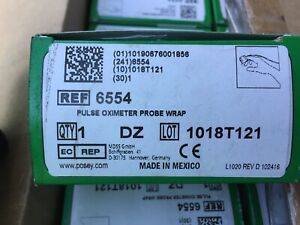 (01)10190676001856
(241)6554
(10)1018T121
(30)1
REF 6554
PULSE OXIMETER PROBE WRAP
QTY 1 DZ LOT 1018T121
EC REP MDSS GmbH
Schiffgraben 41
D-30175 Hannover, Germany
www.posey.com MADE IN MEXICO L1020 REV D 102416